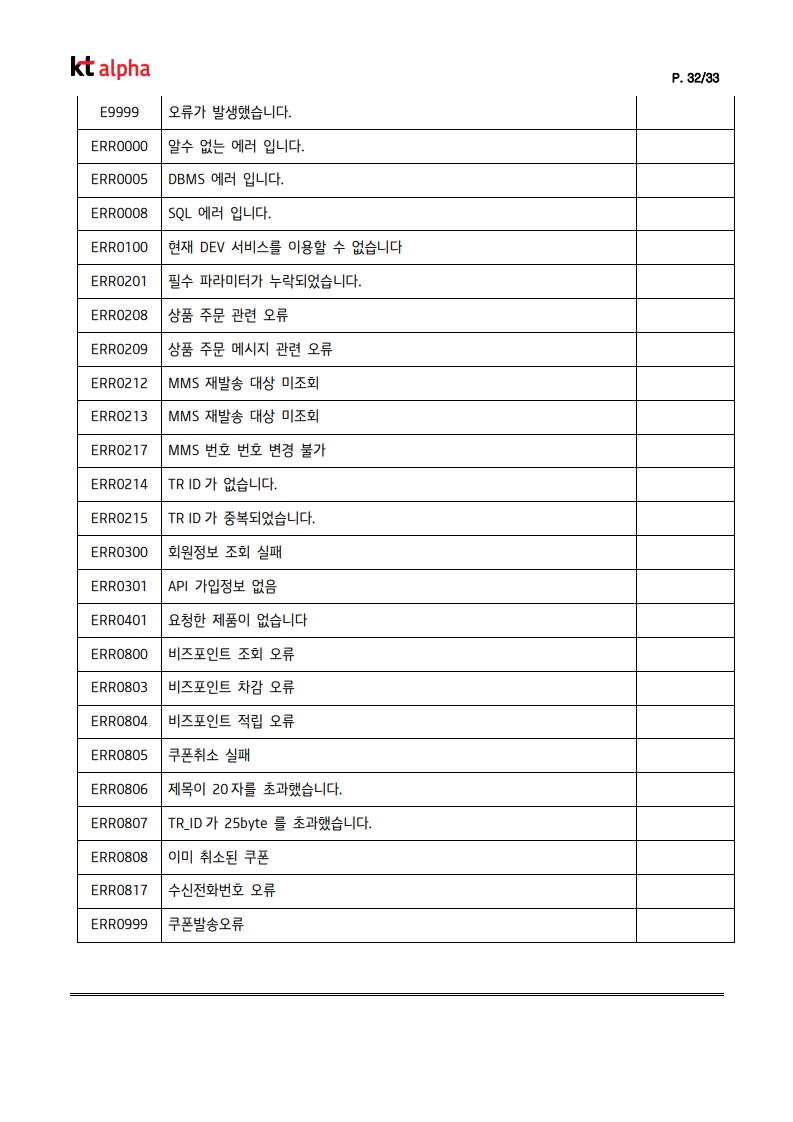 kt alpha
P. 32/33
E9999 오류가 발생했습니다.
ERR0000 알수 없는 에러 입니다.
ERR0005 DBMS 에러 입니다.
ERR0008 SQL 에러 입니다.
ERR0100 현재 DEV 서비스를 이용할 수 없습니다
ERR0201 필수 파라미터가 누락되었습니다.
ERR0208 상품 주문 관련 오류
ERR0209 상품 주문 메시지 관련 오류
ERR0212 MMS 재발송 대상 미조회
ERR0213 MMS 재발송 대상 미조회
ERR0217 MMS 번호 번호 변경 불가
ERR0214 TR ID 가 없습니다.
ERR0215 TR ID 가 중복되었습니다.
ERR0300 회원정보 조회 실패
ERR0301 API 가입정보 없음
ERR0401 요청한 제품이 없습니다
ERR0800 비즈포인트 조회 오류
ERR0803 비즈포인트 차감 오류
ERR0804 비즈포인트 적립 오류
ERR0805 쿠폰취소 실패
ERR0806 제목이 20 자를 초과했습니다.
ERR0807 TR_ID 가 25byte 를 초과했습니다.
ERR0808 이미 취소된 쿠폰
ERR0817 수신전화번호 오류
ERR0999 쿠폰발송오류